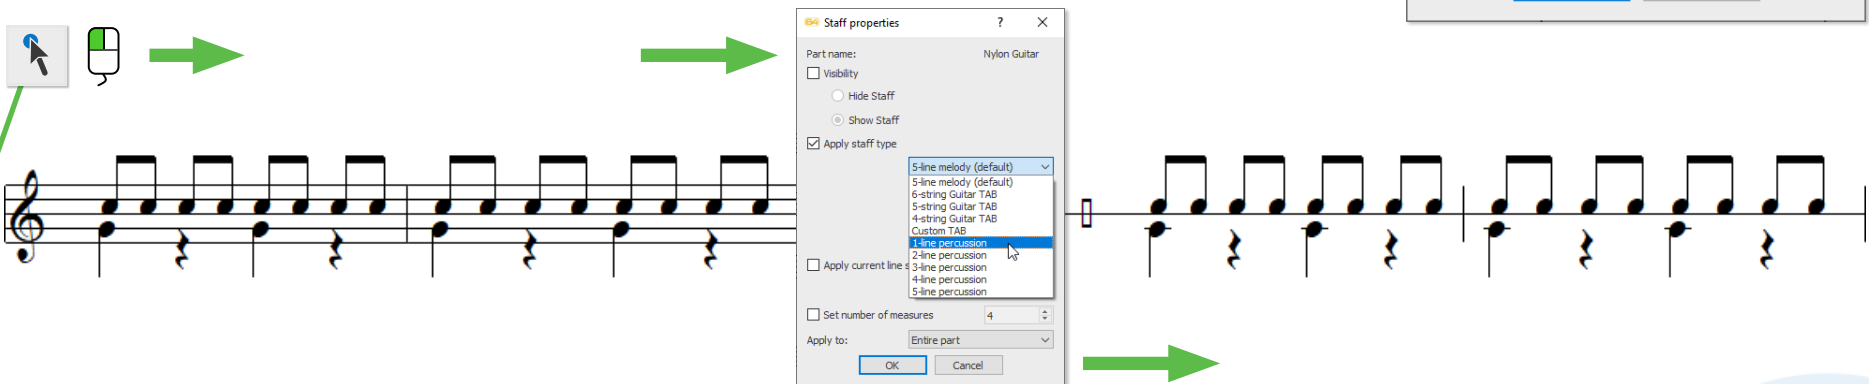 64 Staff properties ?
Part name: Nylon Guitar
Visibility
Hide Staff
Show Staff
Apply staff type
5-line melody (default)
5-line melody (default)
6-string Guitar TAB
5-string Guitar TAB
4-string Guitar TAB
Custom TAB
1-line percussion
2-line percussion
3-line percussion
4-line percussion
5-line percussion
Apply current line s
Set number of measures 4
Apply to: Entire part
OK Cancel